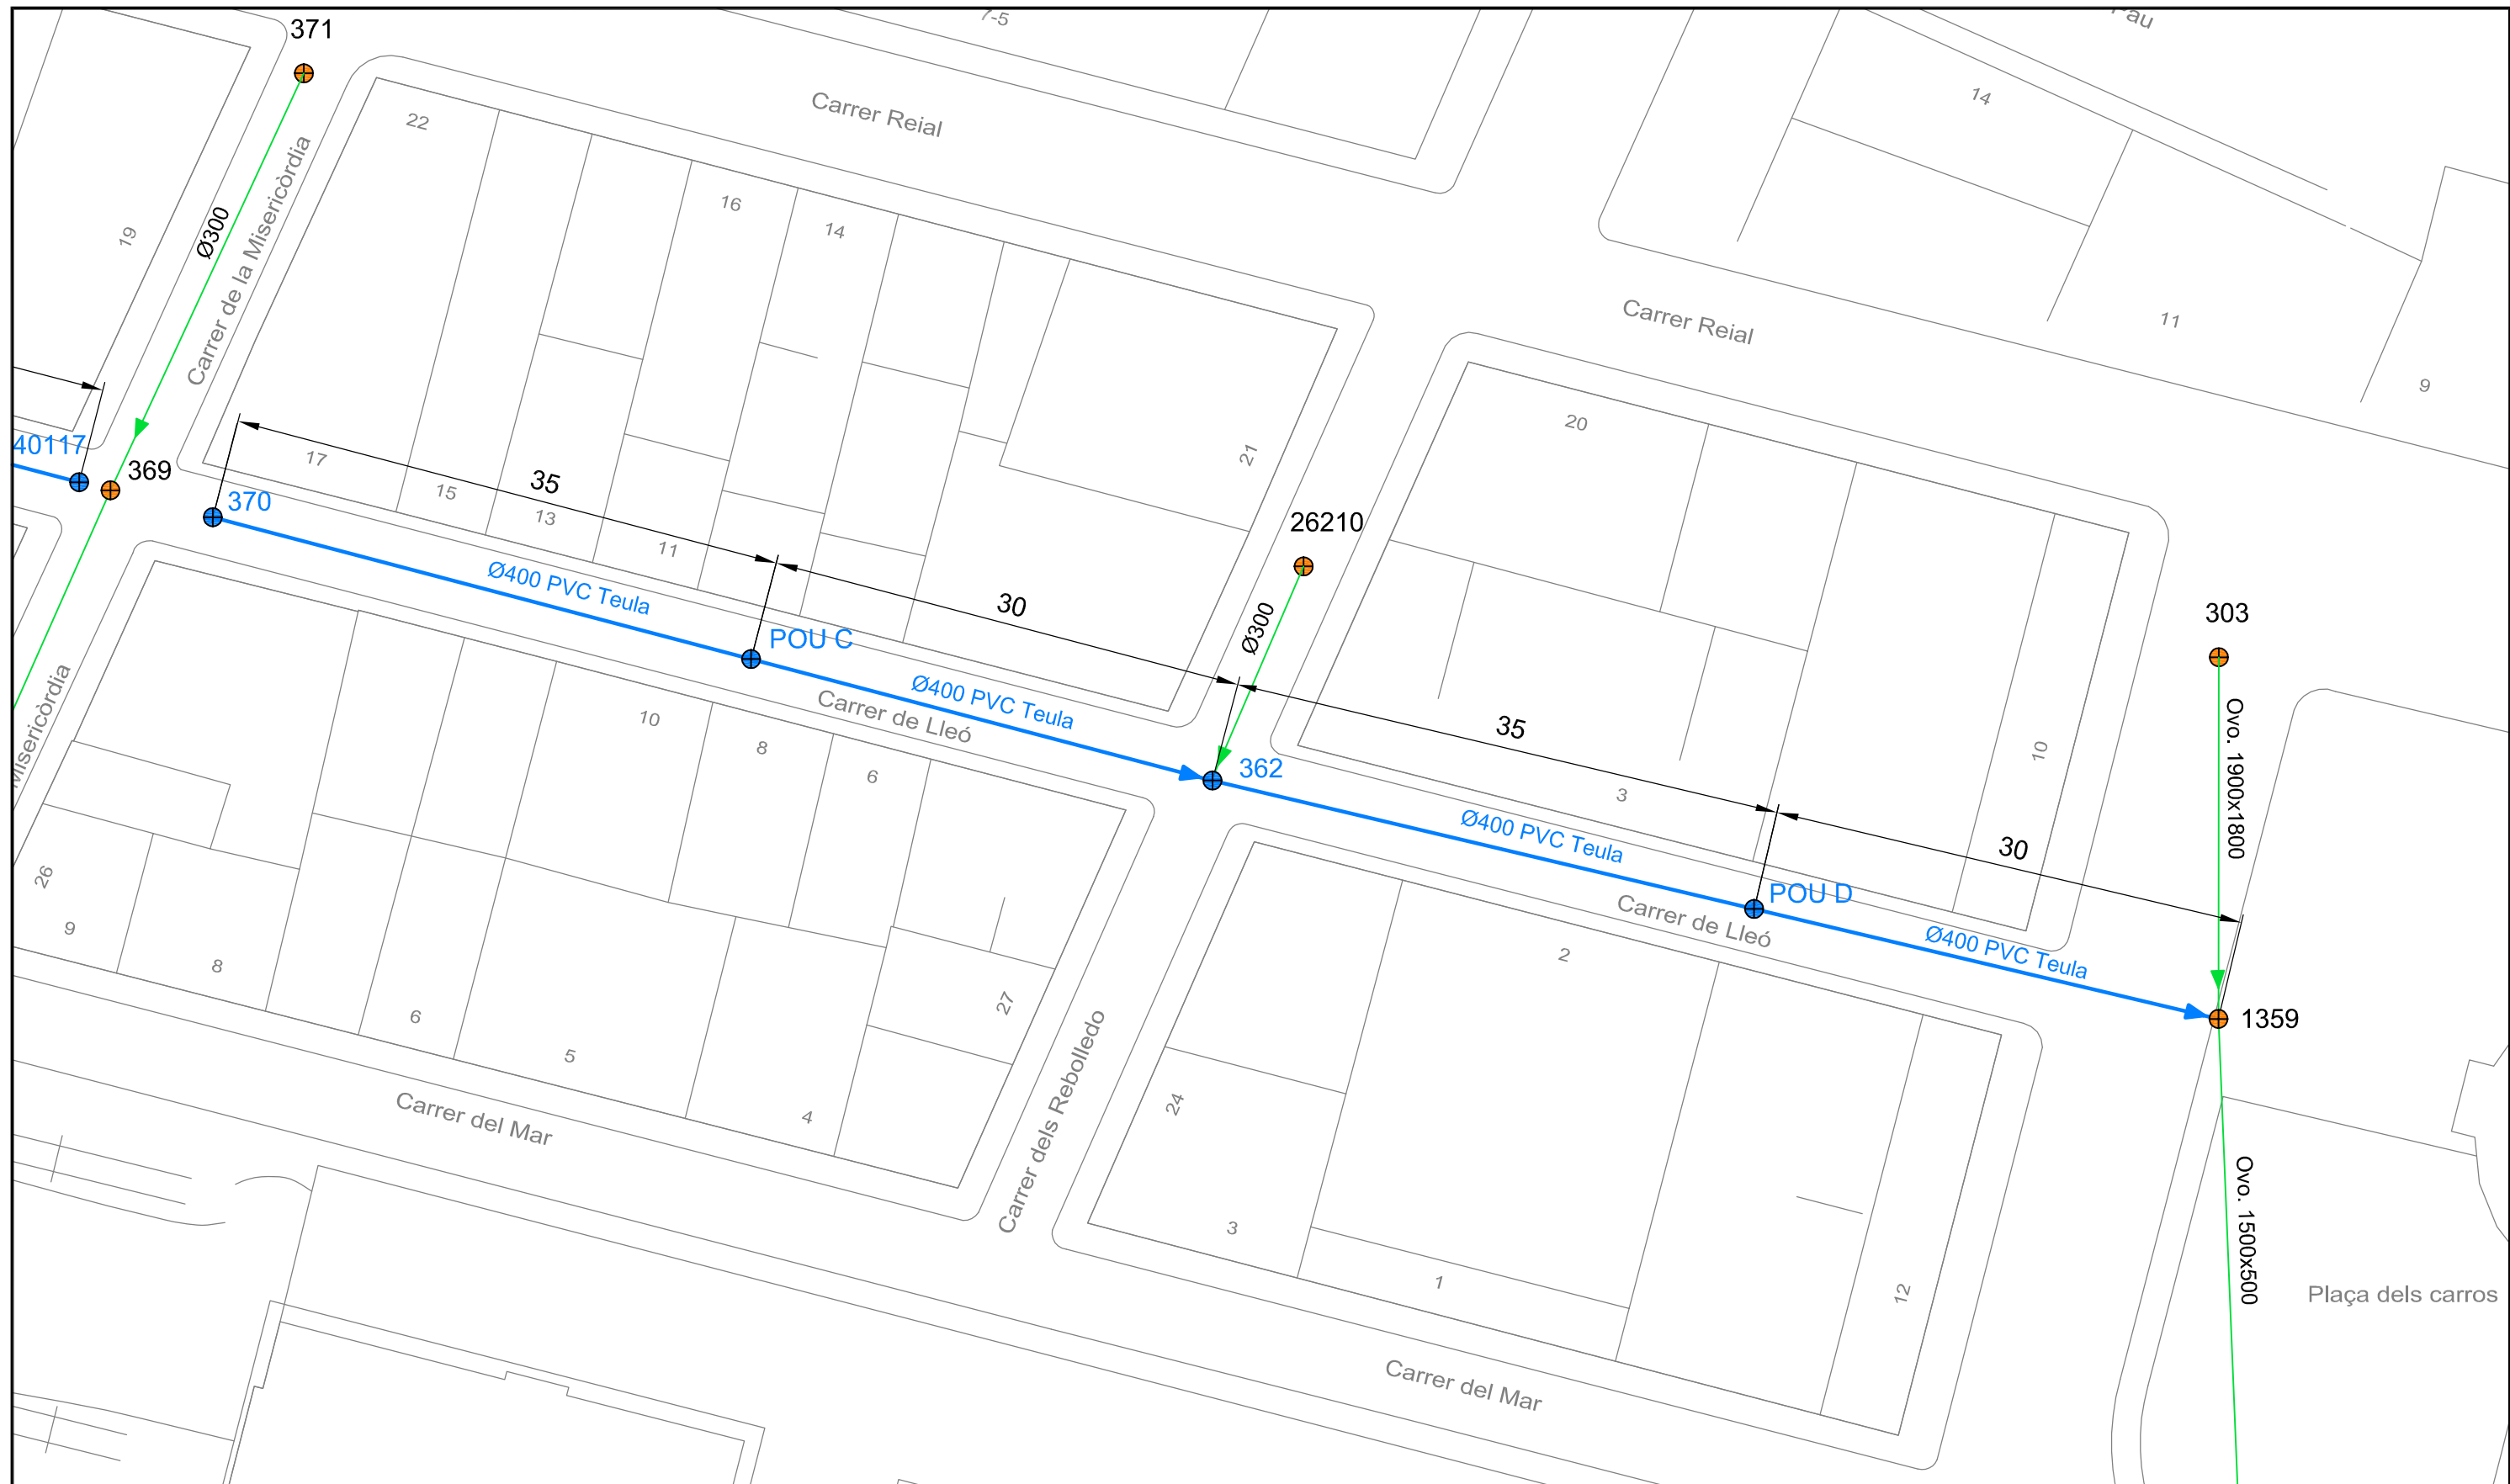 371
7-5
Pau
14
22
Carrer Reial
Carrer de la Misericòrdia
Ø300
19
16
14
Carrer Reial
11
9
20
21
40117
369
17
35
15
13
11
370
26210
Ø400 PVC Teula
30
Ø300
303
POU C
Ø400 PVC Teula
Carrer de Lleó
10
8
6
362
35
3
10
Ovo. 1900x1800
Ø400 PVC Teula
30
Misericòrdia
26
9
8
6
5
4
27
POU D
Carrer de Lleó
Ø400 PVC Teula
2
1359
Carrer del Mar
Carrer dels Rebolledo
24
3
1
12
Ovo. 1500x500
Plaça dels carros
Carrer del Mar